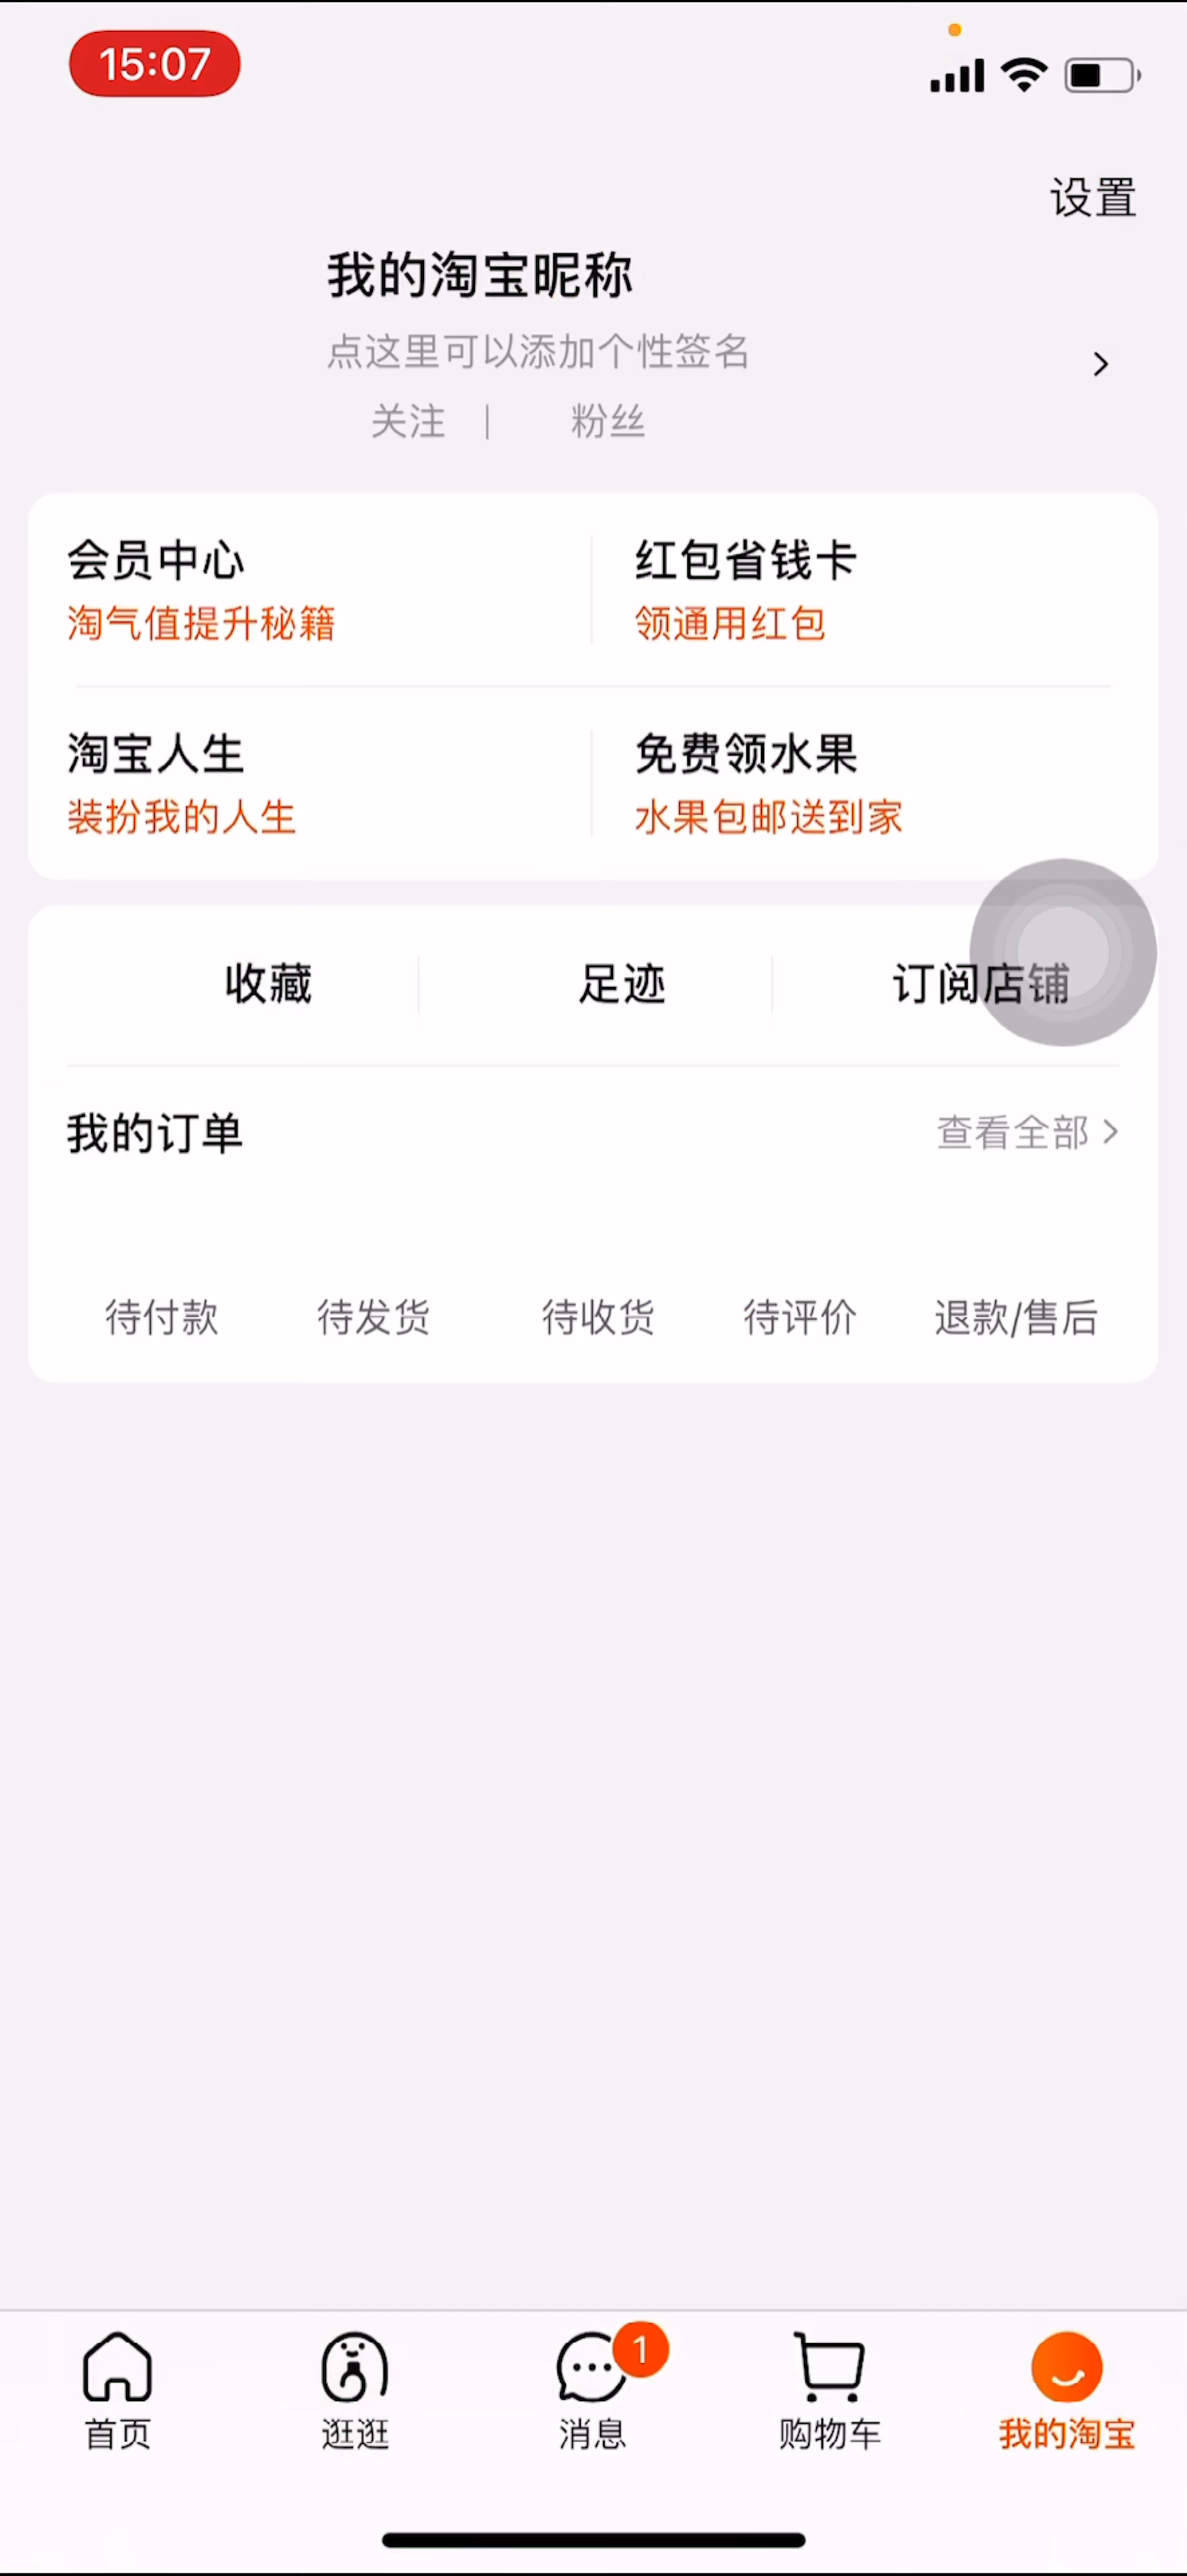 15:07
设置
我的淘宝昵称
点这里可以添加个性签名
关注 | 粉丝
会员中心 红包省钱卡
淘气值提升秘籍 领通用红包
淘宝人生 免费领水果
装扮我的人生 水果包邮送到家
收藏 足迹 订阅店铺
我的订单 查看全部 >
待付款 待发货 待收货 待评价 退款/售后
1
首页 逛逛 消息 购物车 我的淘宝